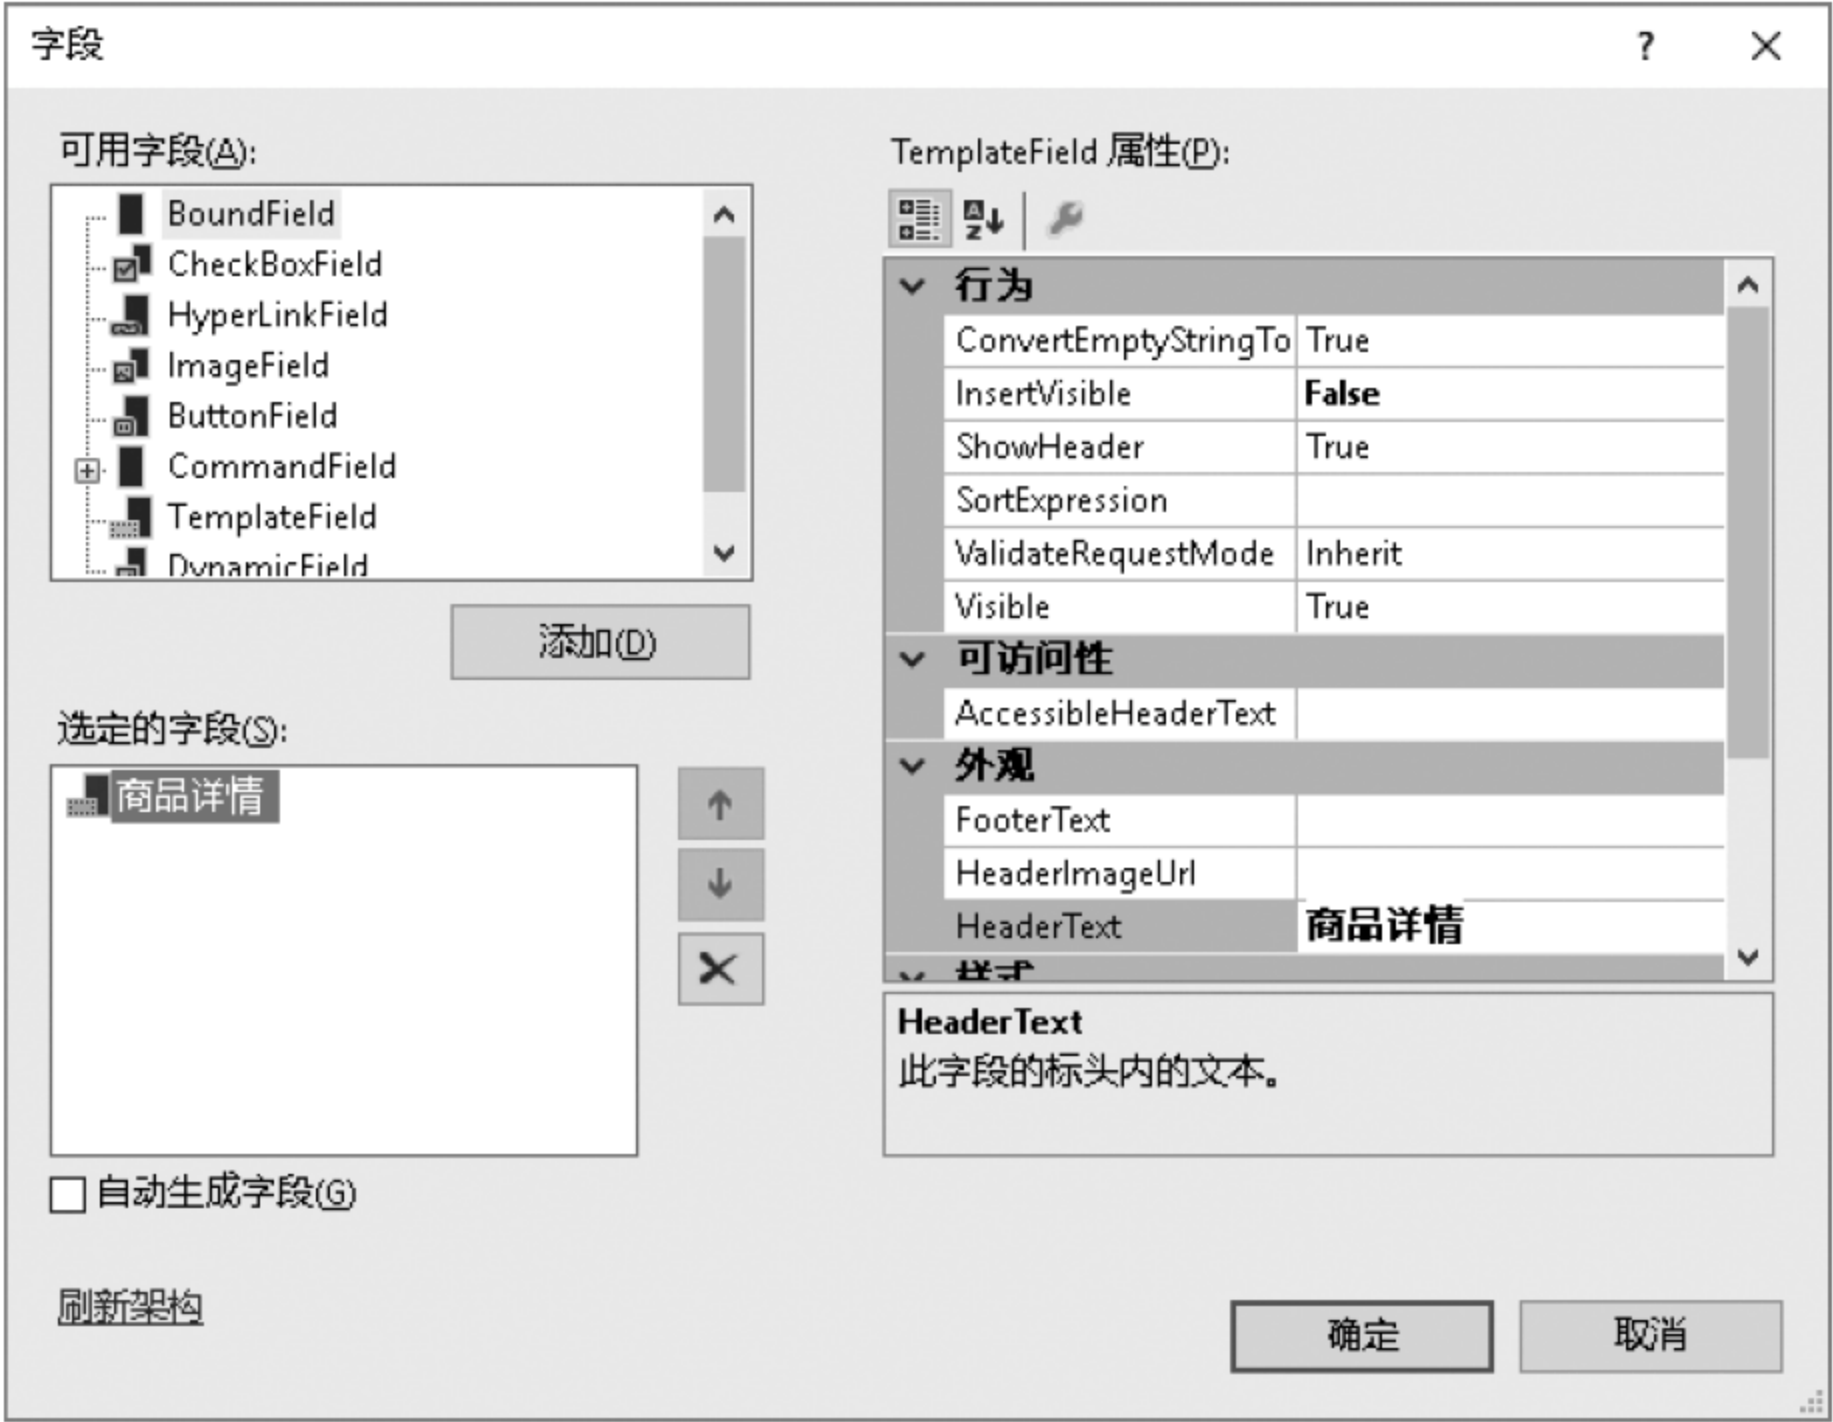 字段
可用字段(A):
BoundField
CheckBoxField
HyperLinkField
ImageField
ButtonField
CommandField
TemplateField
DynamicField
添加(D)
选定的字段(S):
商品详情
自动生成字段(G)
刷新架构
TemplateField 属性(P):
行为
ConvertEmptyStringTo True
InsertVisible False
ShowHeader True
SortExpression
ValidateRequestMode Inherit
Visible True
可访问性
AccessibleHeaderText
外观
FooterText
HeaderImageUrl
HeaderText 商品详情
样式
HeaderText
此字段的标头内的文本。
确定 取消